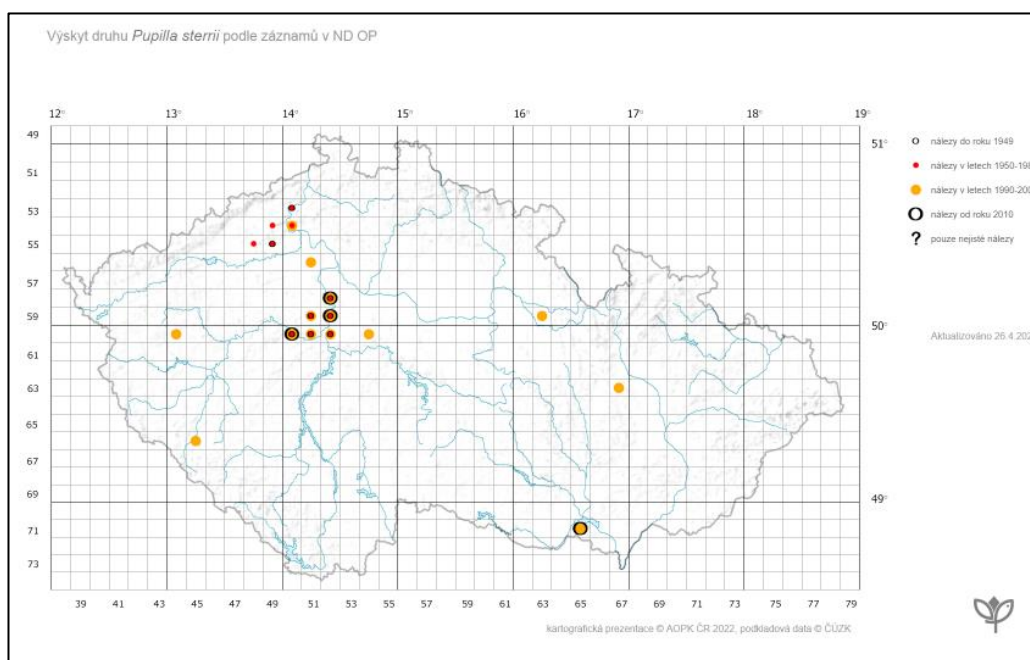 Výskyt druhu Pupilla sterrii podle záznamů v ND OP
12° 13° 14° 15° 16° 17° 18° 19°
49
51°
nálezy do roku 1949
51
nálezy v letech 1950-198
53
nálezy v letech 1990-200
nálezy od roku 2010
55
? pouze nejisté nálezy
57
59
50°
Aktualizováno 26.4.202
61
63
65
67
69
49°
71
73
39 41 43 45 47 49 51 53 55 57 59 61 63 65 67 69 71 73 75 77 79
kartografická prezentace © AOPK ČR 2022, podkladová data © ČÚZK